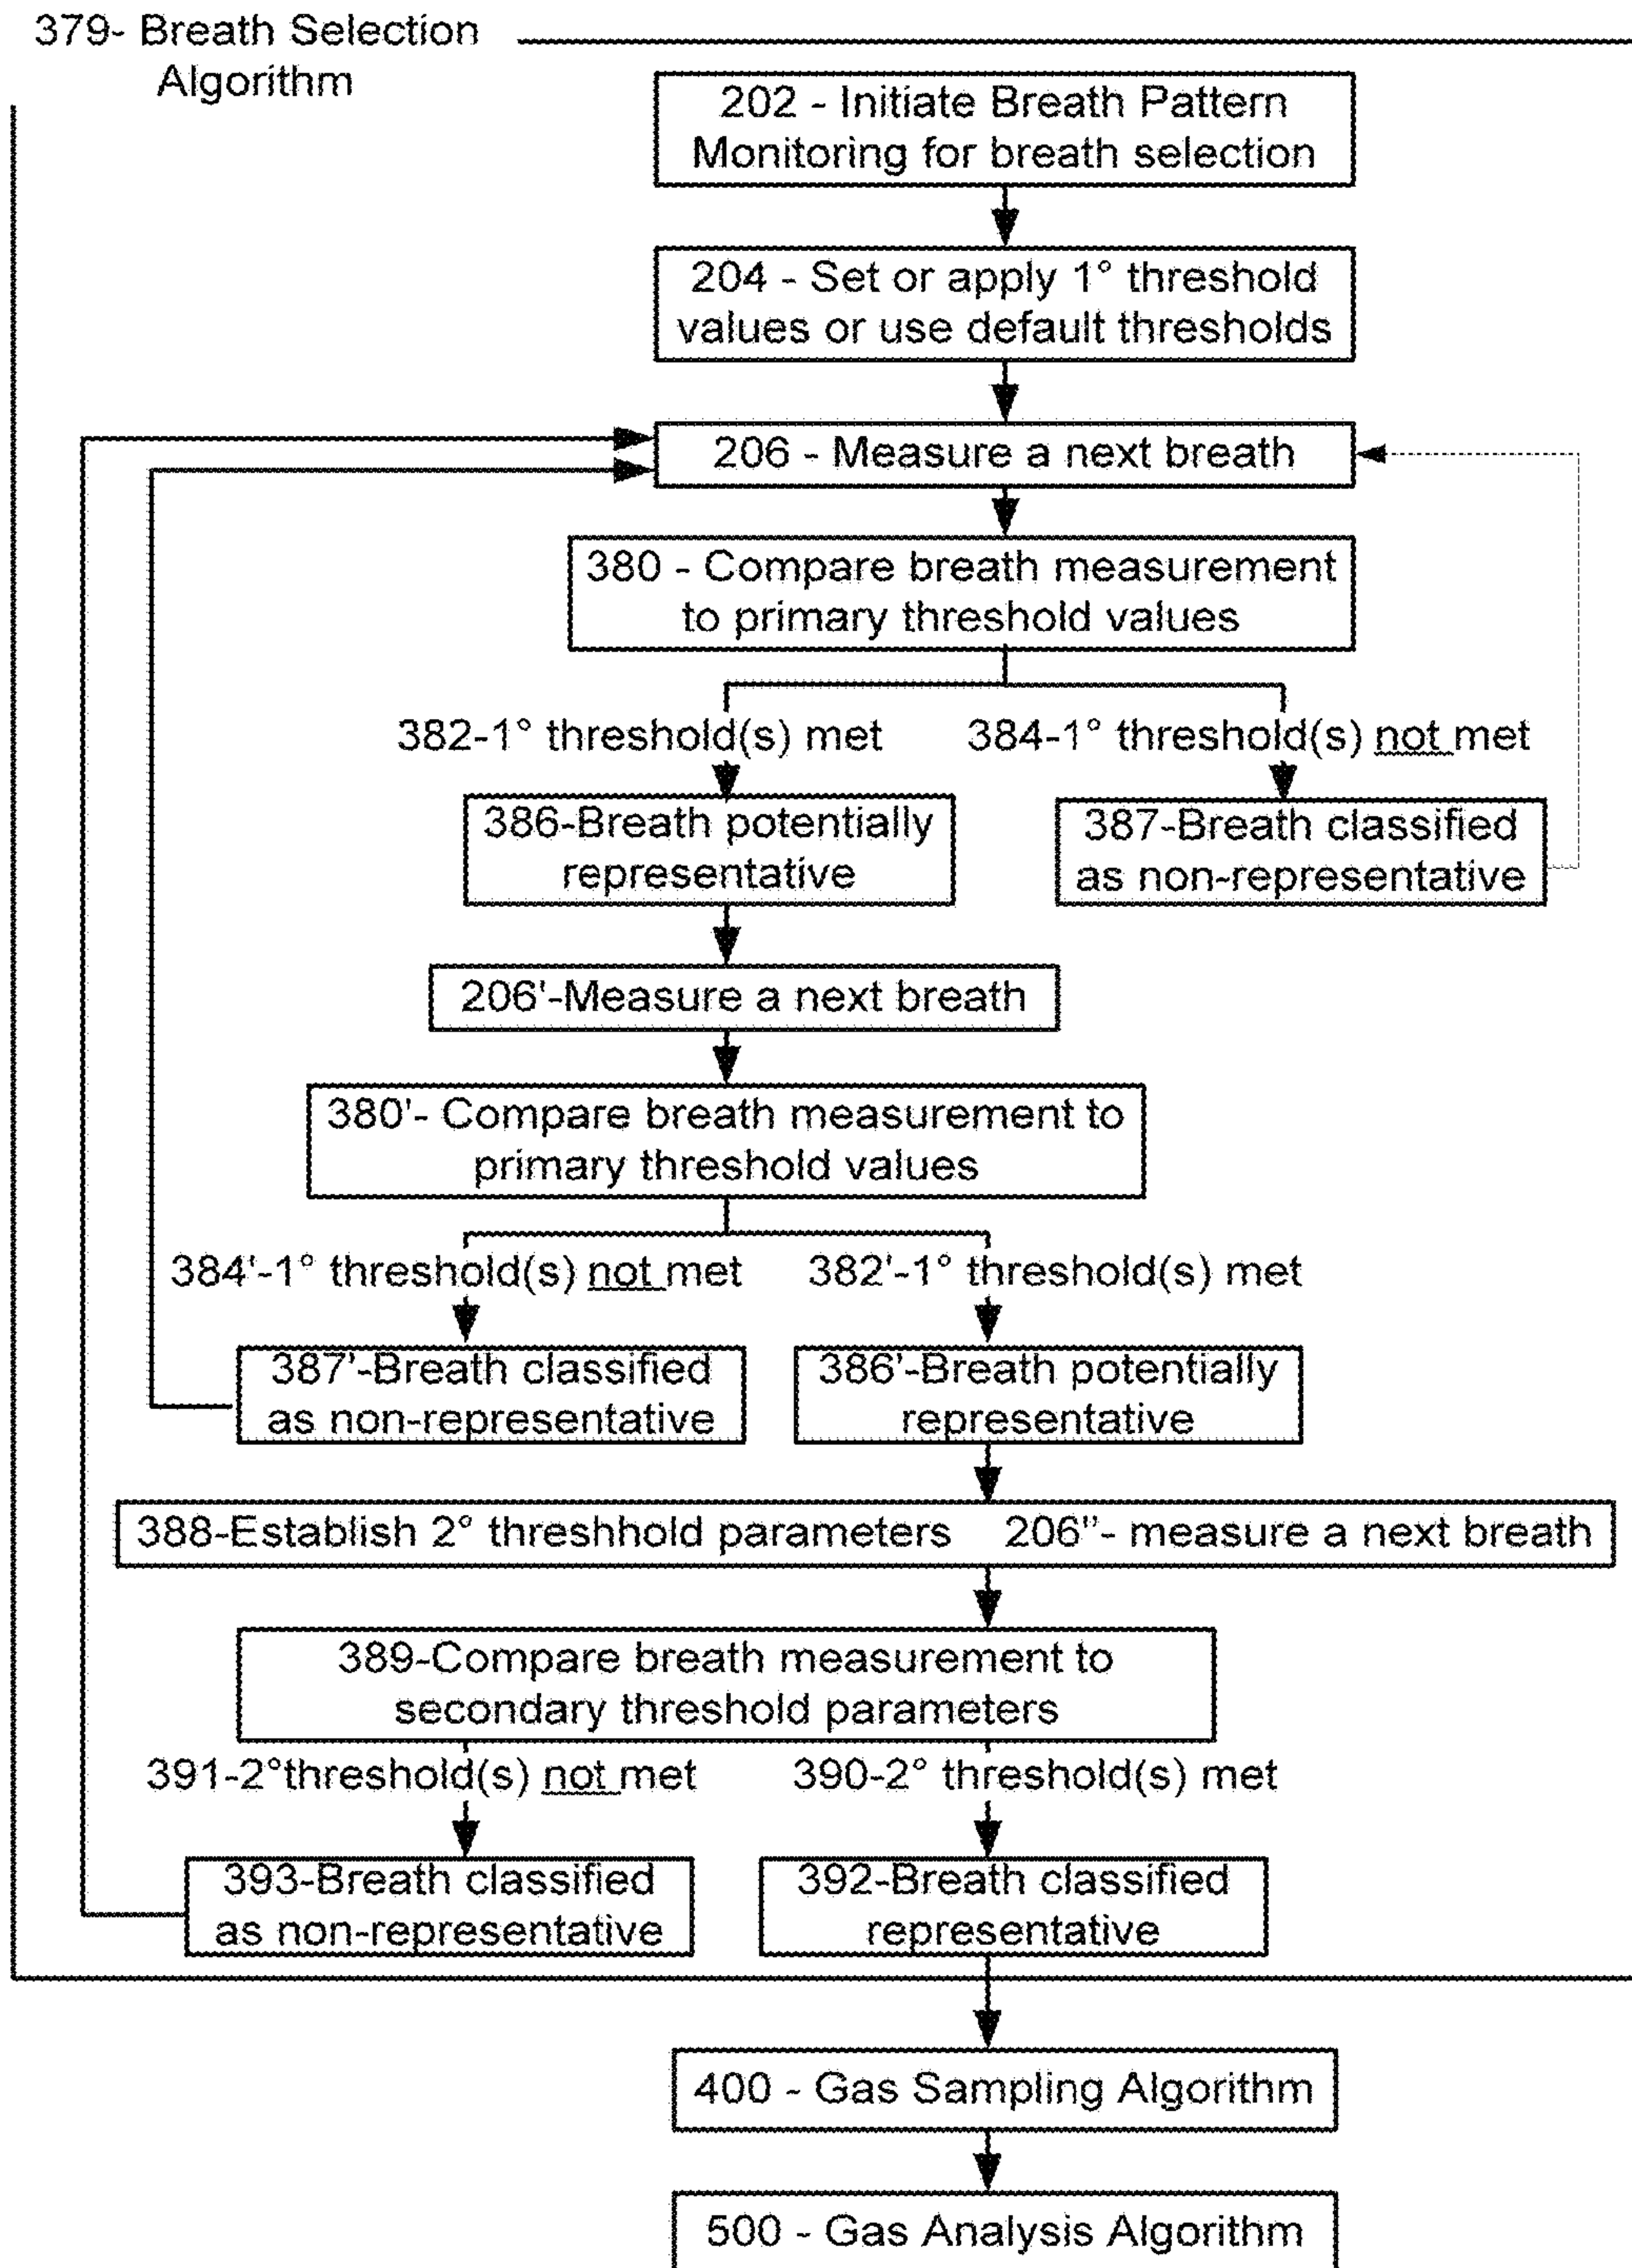 379- Breath Selection
Algorithm
202 - Initiate Breath Pattern
Monitoring for breath selection
204 - Set or apply 1° threshold
values or use default thresholds
206 - Measure a next breath
380 - Compare breath measurement
to primary threshold values
382-1° threshold(s) met
384-1° threshold(s) not met
386-Breath potentially
representative
387-Breath classified
as non-representative
206'-Measure a next breath
380'- Compare breath measurement to
primary threshold values
384'-1° threshold(s) not met
382'-1° threshold(s) met
387'-Breath classified
as non-representative
386'-Breath potentially
representative
388-Establish 2° threshhold parameters 206"- measure a next breath
389-Compare breath measurement to
secondary threshold parameters
391-2°threshold(s) not met
390-2° threshold(s) met
393-Breath classified
as non-representative
392-Breath classified
representative
400 - Gas Sampling Algorithm
500 - Gas Analysis Algorithm